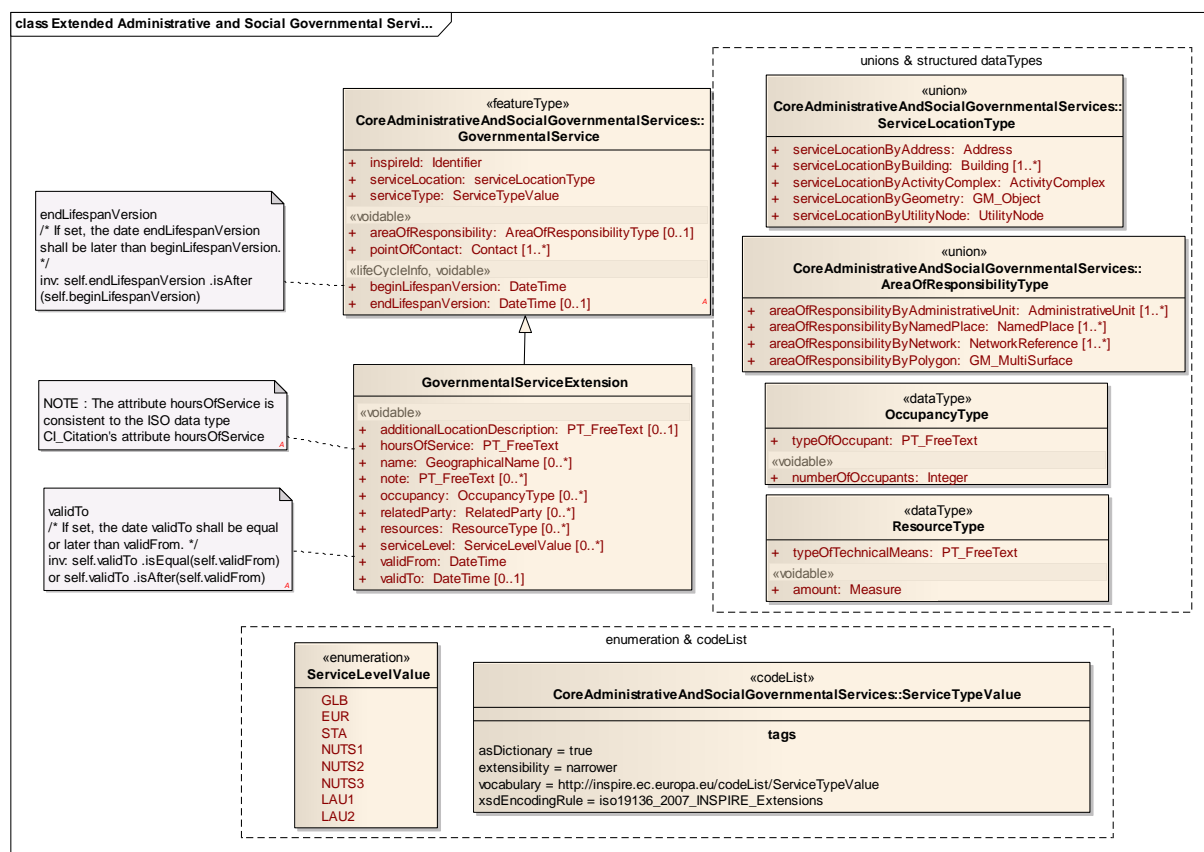 class Extended Administrative and Social Governmental Servi...
unions & structured dataTypes
«featureType»
CoreAdministrativeAndSocialGovernmentalServices::
GovernmentalService
+ inspireId: Identifier
+ serviceLocation: serviceLocationType
+ serviceType: ServiceTypeValue
«voidable»
+ areaOfResponsibility: AreaOfResponsibilityType [0..1]
+ pointOfContact: Contact [1..*]
«lifeCycleInfo, voidable»
+ beginLifespanVersion: DateTime
+ endLifespanVersion: DateTime [0..1]
A
«union»
CoreAdministrativeAndSocialGovernmentalServices::
ServiceLocationType
+ serviceLocationByAddress: Address
+ serviceLocationByBuilding: Building [1..*]
+ serviceLocationByActivityComplex: ActivityComplex
+ serviceLocationByGeometry: GM_Object
+ serviceLocationByUtilityNode: UtilityNode
endLifespanVersion
/* If set, the date endLifespanVersion
shall be later than beginLifespanVersion.
*/
inv: self.endLifespanVersion .isAfter
(self.beginLifespanVersion)
«union»
CoreAdministrativeAndSocialGovernmentalServices::
AreaOfResponsibilityType
+ areaOfResponsibilityByAdministrativeUnit: AdministrativeUnit [1..*]
+ areaOfResponsibilityByNamedPlace: NamedPlace [1..*]
+ areaOfResponsibilityByNetwork: NetworkReference [1..*]
+ areaOfResponsibilityByPolygon: GM_MultiSurface
GovernmentalServiceExtension
«voidable»
+ additionalLocationDescription: PT_FreeText [0..1]
+ hoursOfService: PT_FreeText
+ name: GeographicalName [0..*]
+ note: PT_FreeText [0..*]
+ occupancy: OccupancyType [0..*]
+ relatedParty: RelatedParty [0..*]
+ resources: ResourceType [0..*]
+ serviceLevel: ServiceLevelValue [0..*]
+ validFrom: DateTime
+ validTo: DateTime [0..1]
NOTE : The attribute hoursOfService is
consistent to the ISO data type
CI_Citation's attribute hoursOfService
A
«dataType»
OccupancyType
+ typeOfOccupant: PT_FreeText
«voidable»
+ numberOfOccupants: Integer
validTo
/* If set, the date validTo shall be equal
or later than validFrom. */
inv: self.validTo .isEqual(self.validFrom)
or self.validTo .isAfter(self.validFrom)
A
«dataType»
ResourceType
+ typeOfTechnicalMeans: PT_FreeText
«voidable»
+ amount: Measure
enumeration & codeList
«enumeration»
ServiceLevelValue
GLB
EUR
STA
NUTS1
NUTS2
NUTS3
LAU1
LAU2
«codeList»
CoreAdministrativeAndSocialGovernmentalServices::ServiceTypeValue
tags
asDictionary = true
extensibility = narrower
vocabulary = http://inspire.ec.europa.eu/codeList/ServiceTypeValue
xsdEncodingRule = iso19136_2007_INSPIRE_Extensions